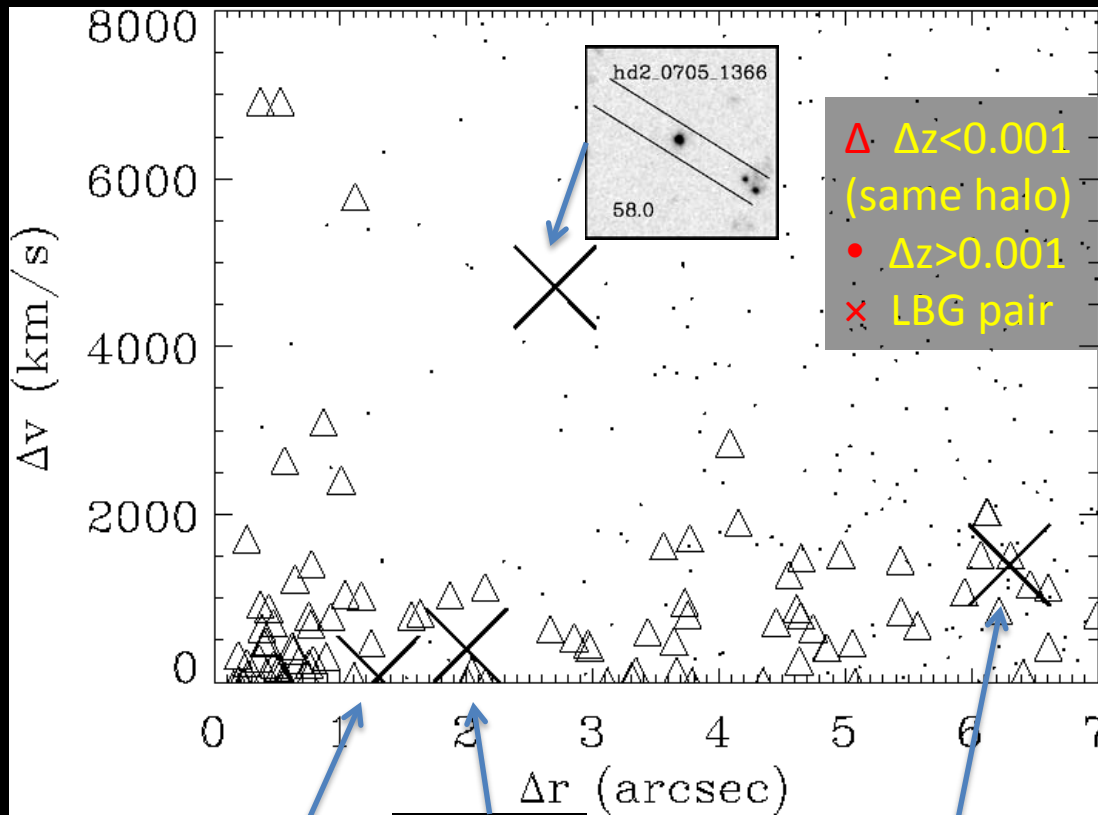 8000
6000
4000
2000
0
Δv (km/s)
0 1 2 3 4 5 6 7
Δr (arcsec)
hd2_0705_1366
58.0
Δ Δz<0.001
(same halo)
• Δz>0.001
× LBG pair